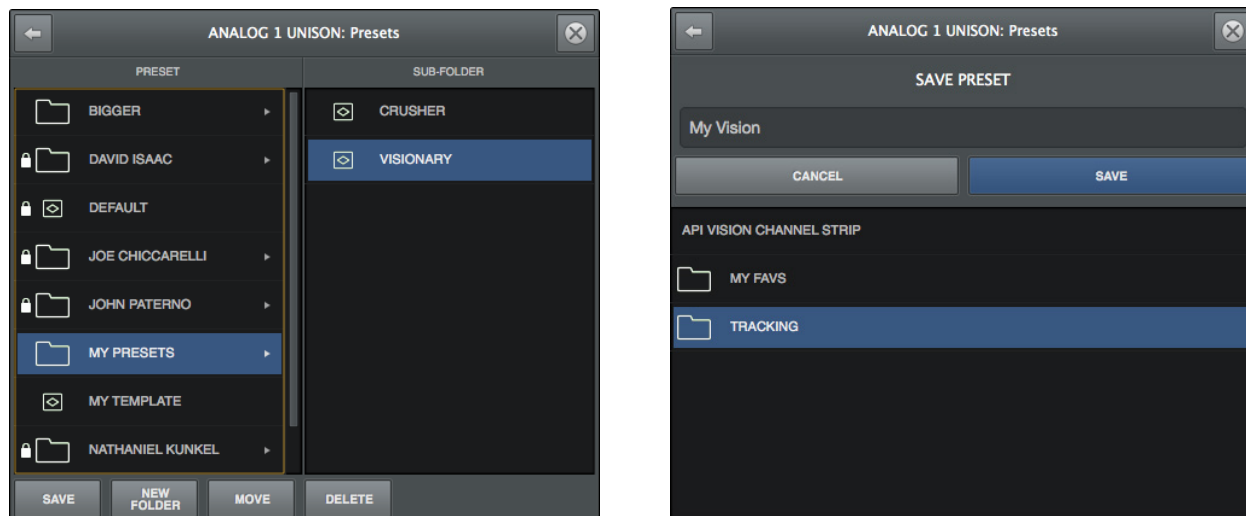 ANALOG 1 UNISON: Presets
PRESET
SUB-FOLDER
BIGGER
DAVID ISAAC
DEFAULT
JOE CHICCARELLI
JOHN PATERNO
MY PRESETS
MY TEMPLATE
NATHANIEL KUNKEL
CRUSHER
VISIONARY
SAVE
NEW
FOLDER
MOVE
DELETE
ANALOG 1 UNISON: Presets
SAVE PRESET
My Vision
CANCEL
SAVE
API VISION CHANNEL STRIP
MY FAVS
TRACKING